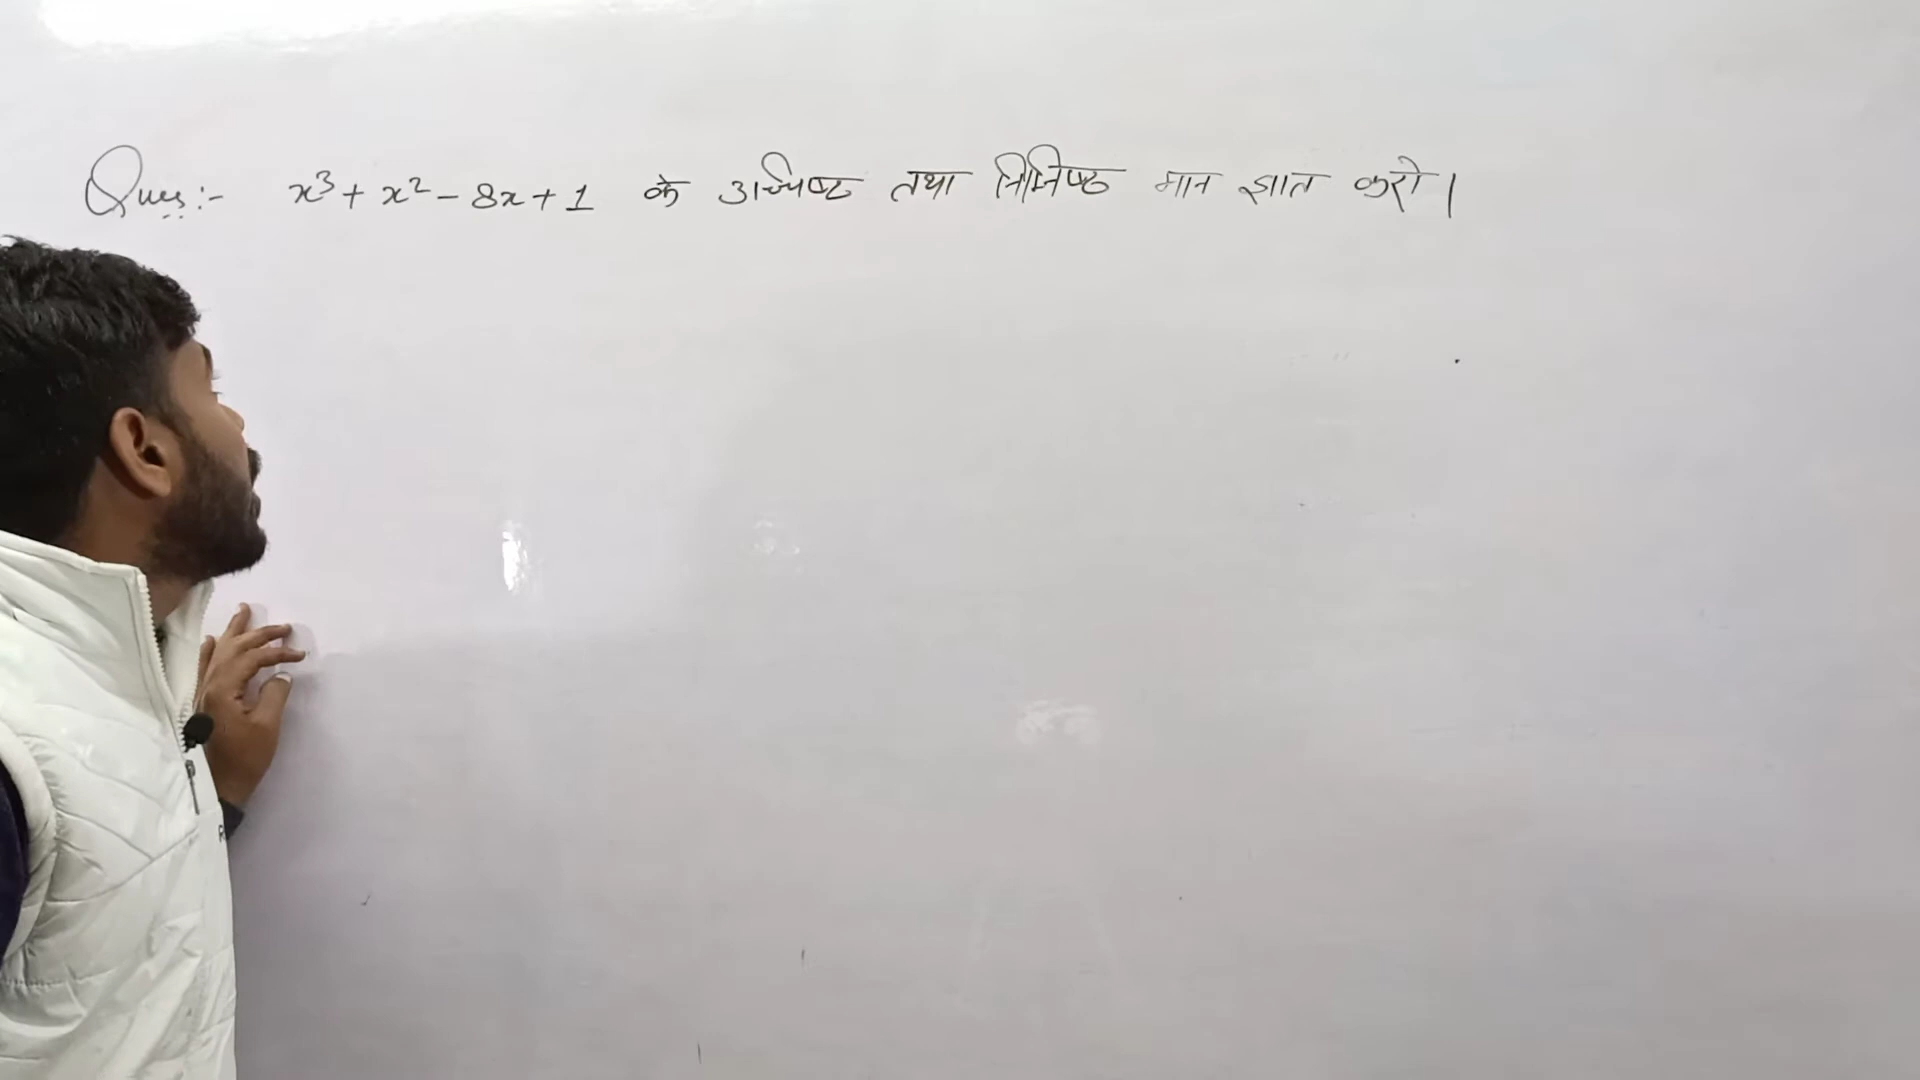 Ques:- x³ + x² - 8x + 1 के उच्चिष्ठ तथा निम्निष्ठ मान ज्ञात करो।